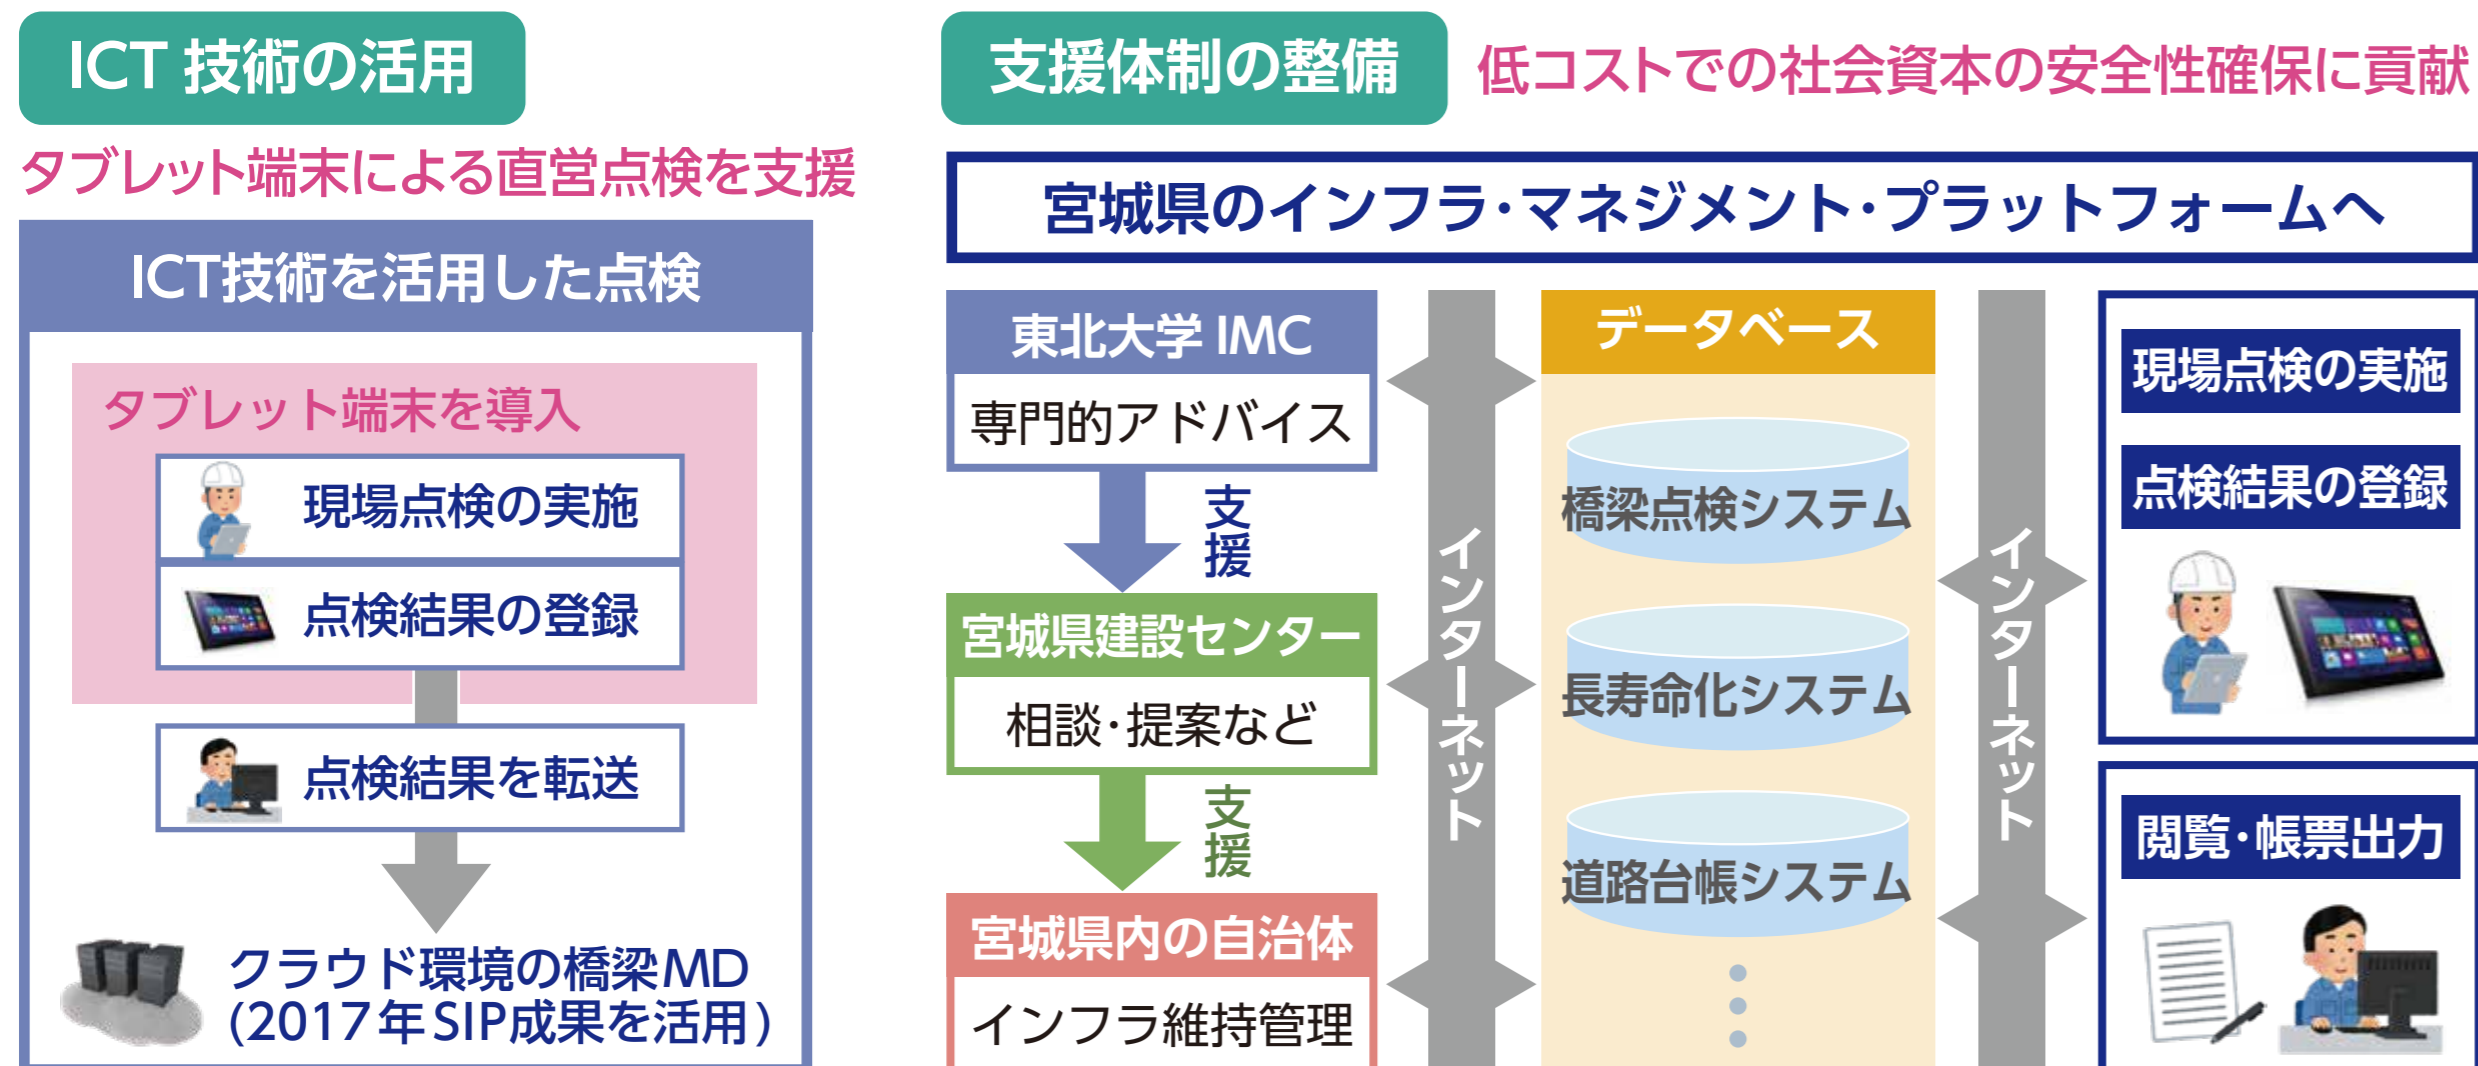 ICT 技術の活用
タブレット端末による直営点検を支援
ICT技術を活用した点検
タブレット端末を導入
現場点検の実施
点検結果の登録
点検結果を転送
クラウド環境の橋梁MD
(2017年SIP成果を活用)
支援体制の整備
低コストでの社会資本の安全性確保に貢献
宮城県のインフラ・マネジメント・プラットフォームへ
東北大学 IMC
専門的アドバイス
支援
宮城県建設センター
相談・提案など
支援
宮城県内の自治体
インフラ維持管理
インターネット
データベース
橋梁点検システム
長寿命化システム
道路台帳システム
インターネット
現場点検の実施
点検結果の登録
閲覧・帳票出力